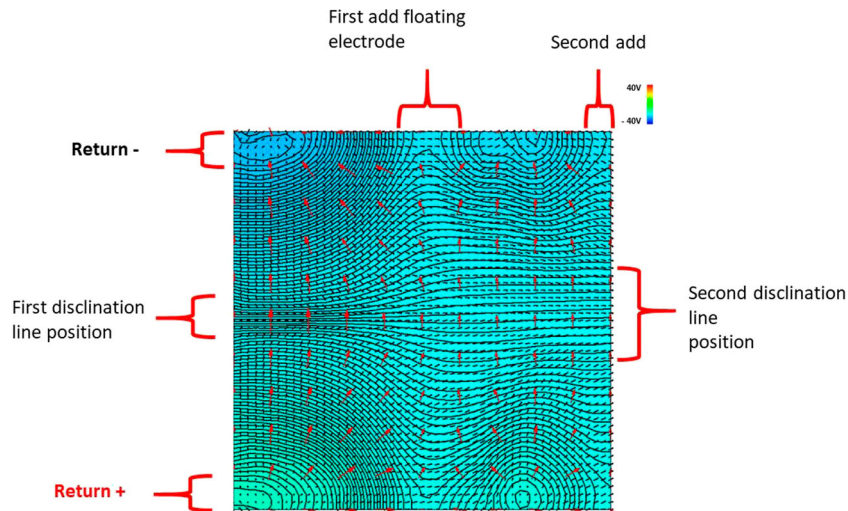 First add floating
electrode
Second add
40V
- 40V
Return -
First disclination
line position
Second disclination
line
position
Return +